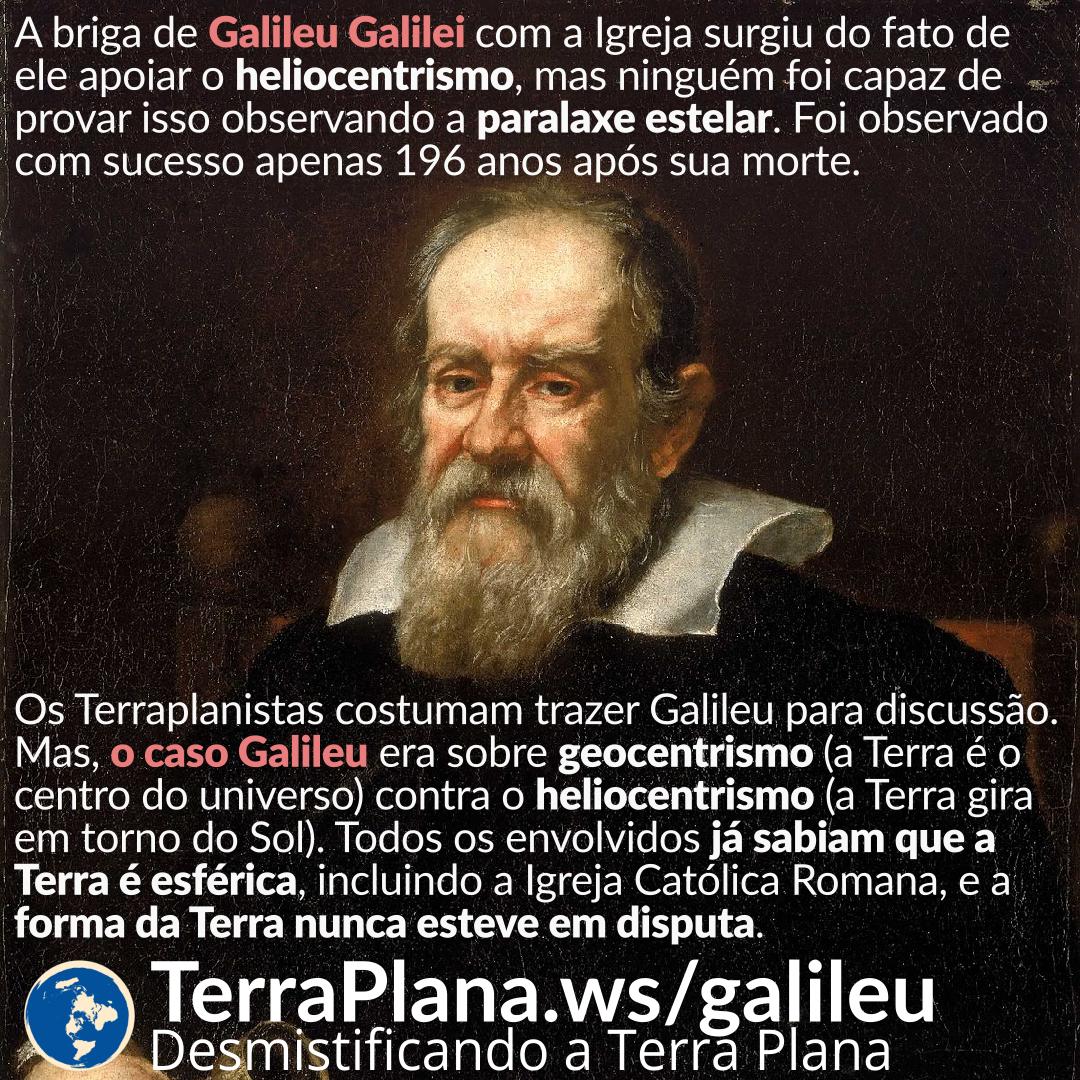 A briga de Galileu Galilei com a Igreja surgiu do fato de
ele apoiar o heliocentrismo, mas ninguém foi capaz de
provar isso observando a paralaxe estelar. Foi observado
com sucesso apenas 196 anos após sua morte.
Os Terraplanistas costumam trazer Galileu para discussão.
Mas, o caso Galileu era sobre geocentrismo (a Terra é o
centro do universo) contra o heliocentrismo (a Terra gira
em torno do Sol). Todos os envolvidos já sabiam que a
Terra é esférica, incluindo a Igreja Católica Romana, e a
forma da Terra nunca esteve em disputa.
TerraPlana.ws/galileu
Desmistificando a Terra Plana